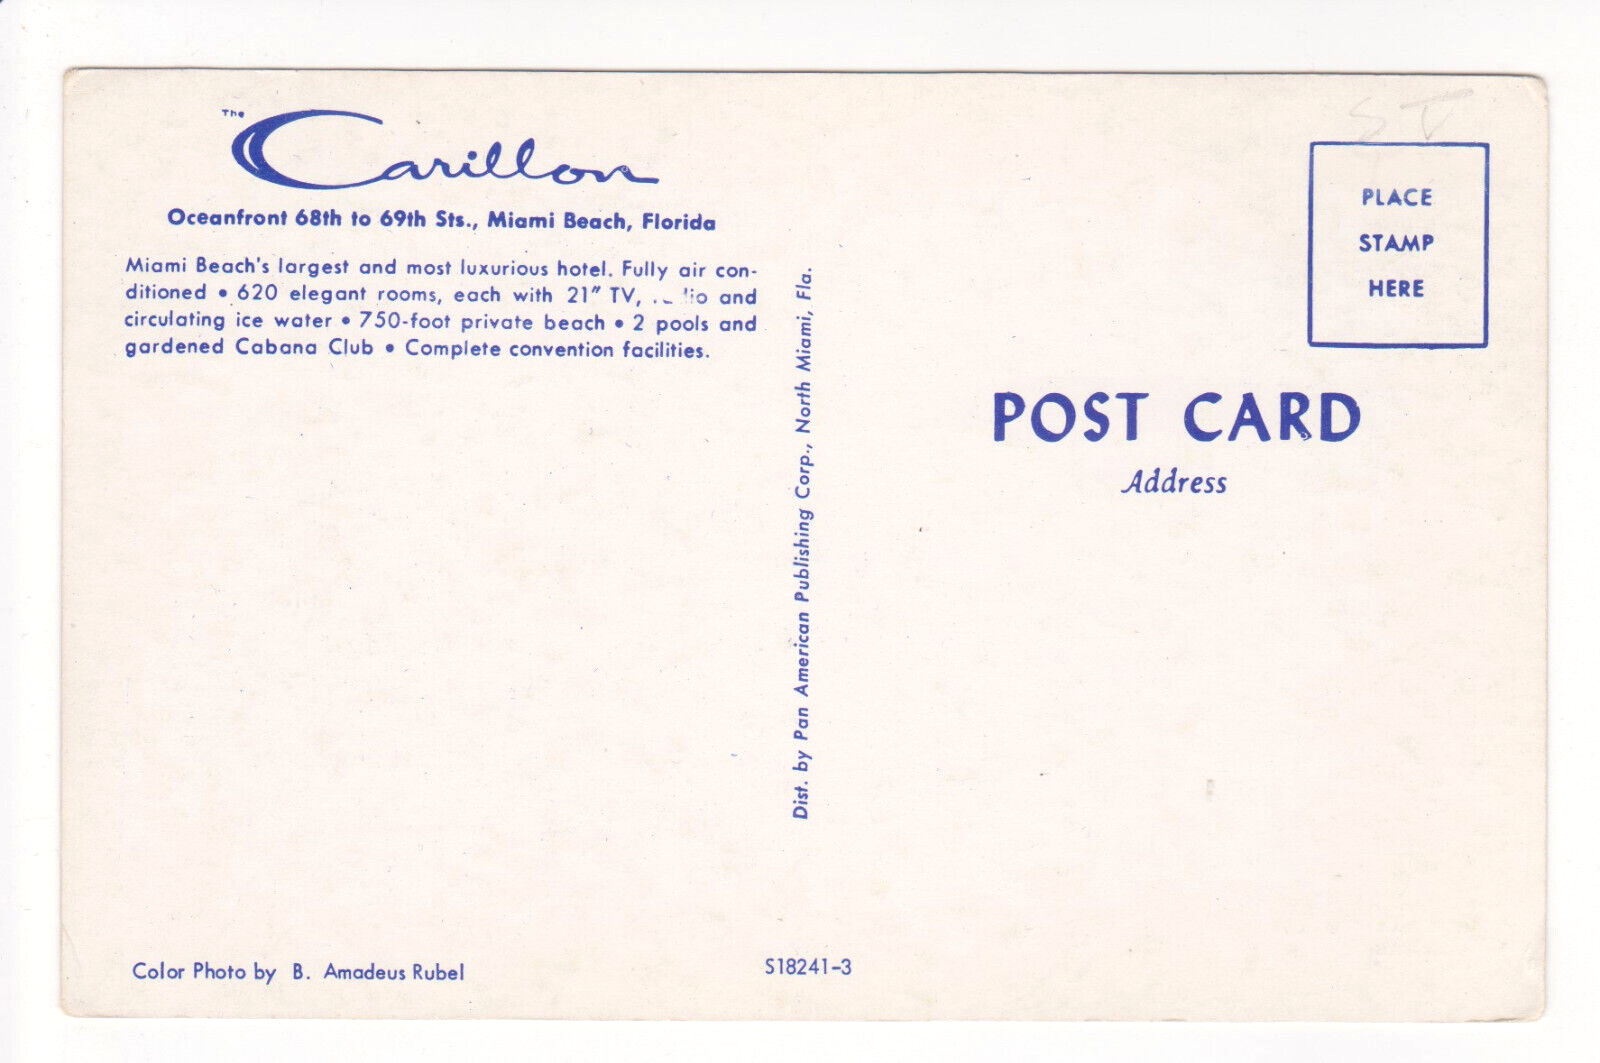 The
Carillon
Oceanfront 68th to 69th Sts., Miami Beach, Florida
Miami Beach's largest and most luxurious hotel. Fully air con-
ditioned • 620 elegant rooms, each with 21" TV, and
circulating ice water • 750-foot private beach • 2 pools and
gardened Cabana Club • Complete convention facilities.
Color Photo by B. Amadeus Rubel
Dist. by Pan American Publishing Corp., North Miami, Fla.
S18241-3
S T
PLACE
STAMP
HERE
POST CARD
Address